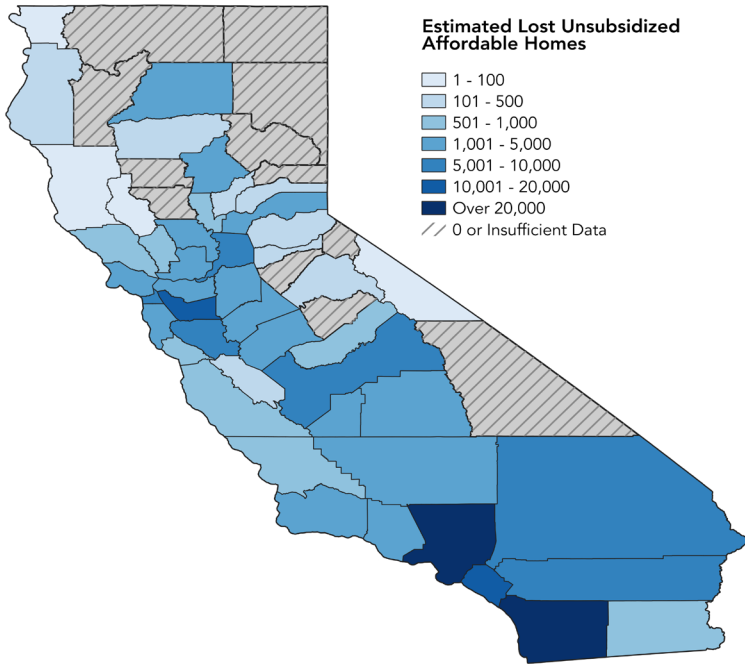 Estimated Lost Unsubsidized
Affordable Homes
1 - 100
101 - 500
501 - 1,000
1,001 - 5,000
5,001 - 10,000
10,001 - 20,000
Over 20,000
0 or Insufficient Data